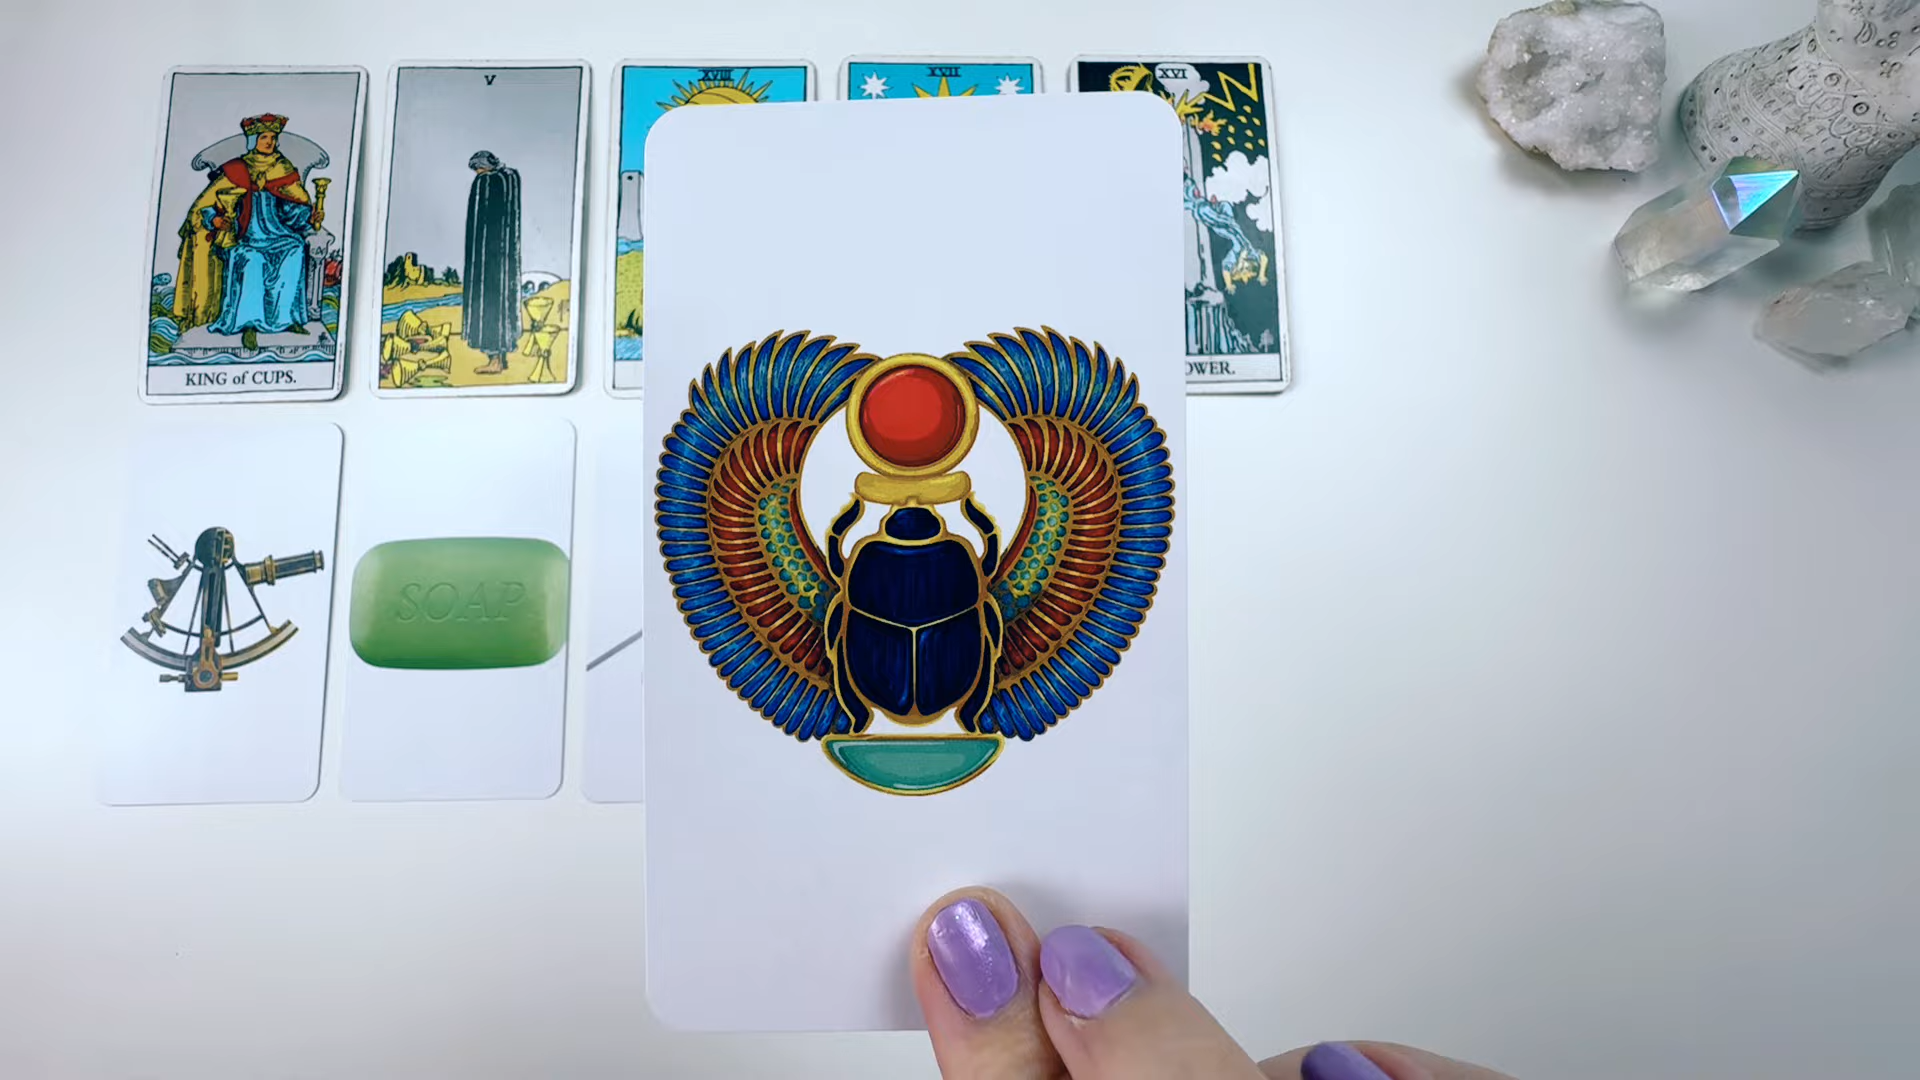 V
XVIII
XVII
XVI
KING of CUPS.
OWER.
SOAP